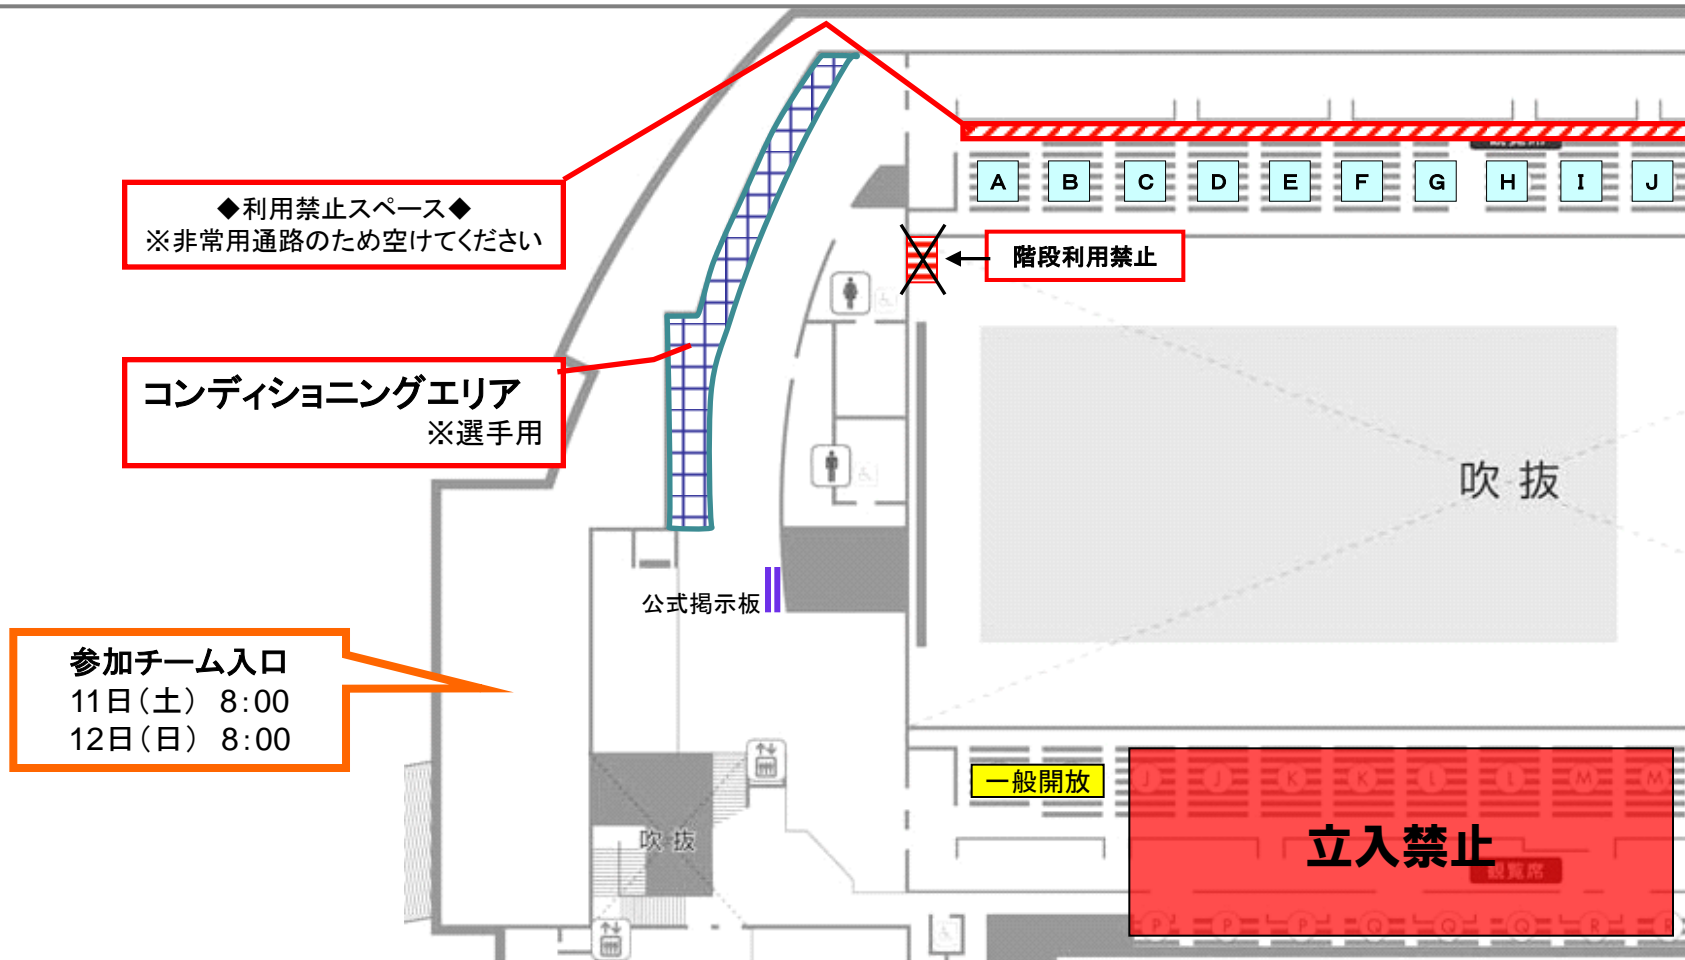 ◆利用禁止スペース◆
※非常用通路のため空けてください
A B C D E F G H I J
階段利用禁止
コンディショニングエリア
※選手用
吹 抜
公式掲示板
参加チーム入口
11日（土） 8:00
12日（日） 8:00
一般開放
J J K K L L M M
吹 抜
立入禁止
観覧席
P P P Q Q Q R R